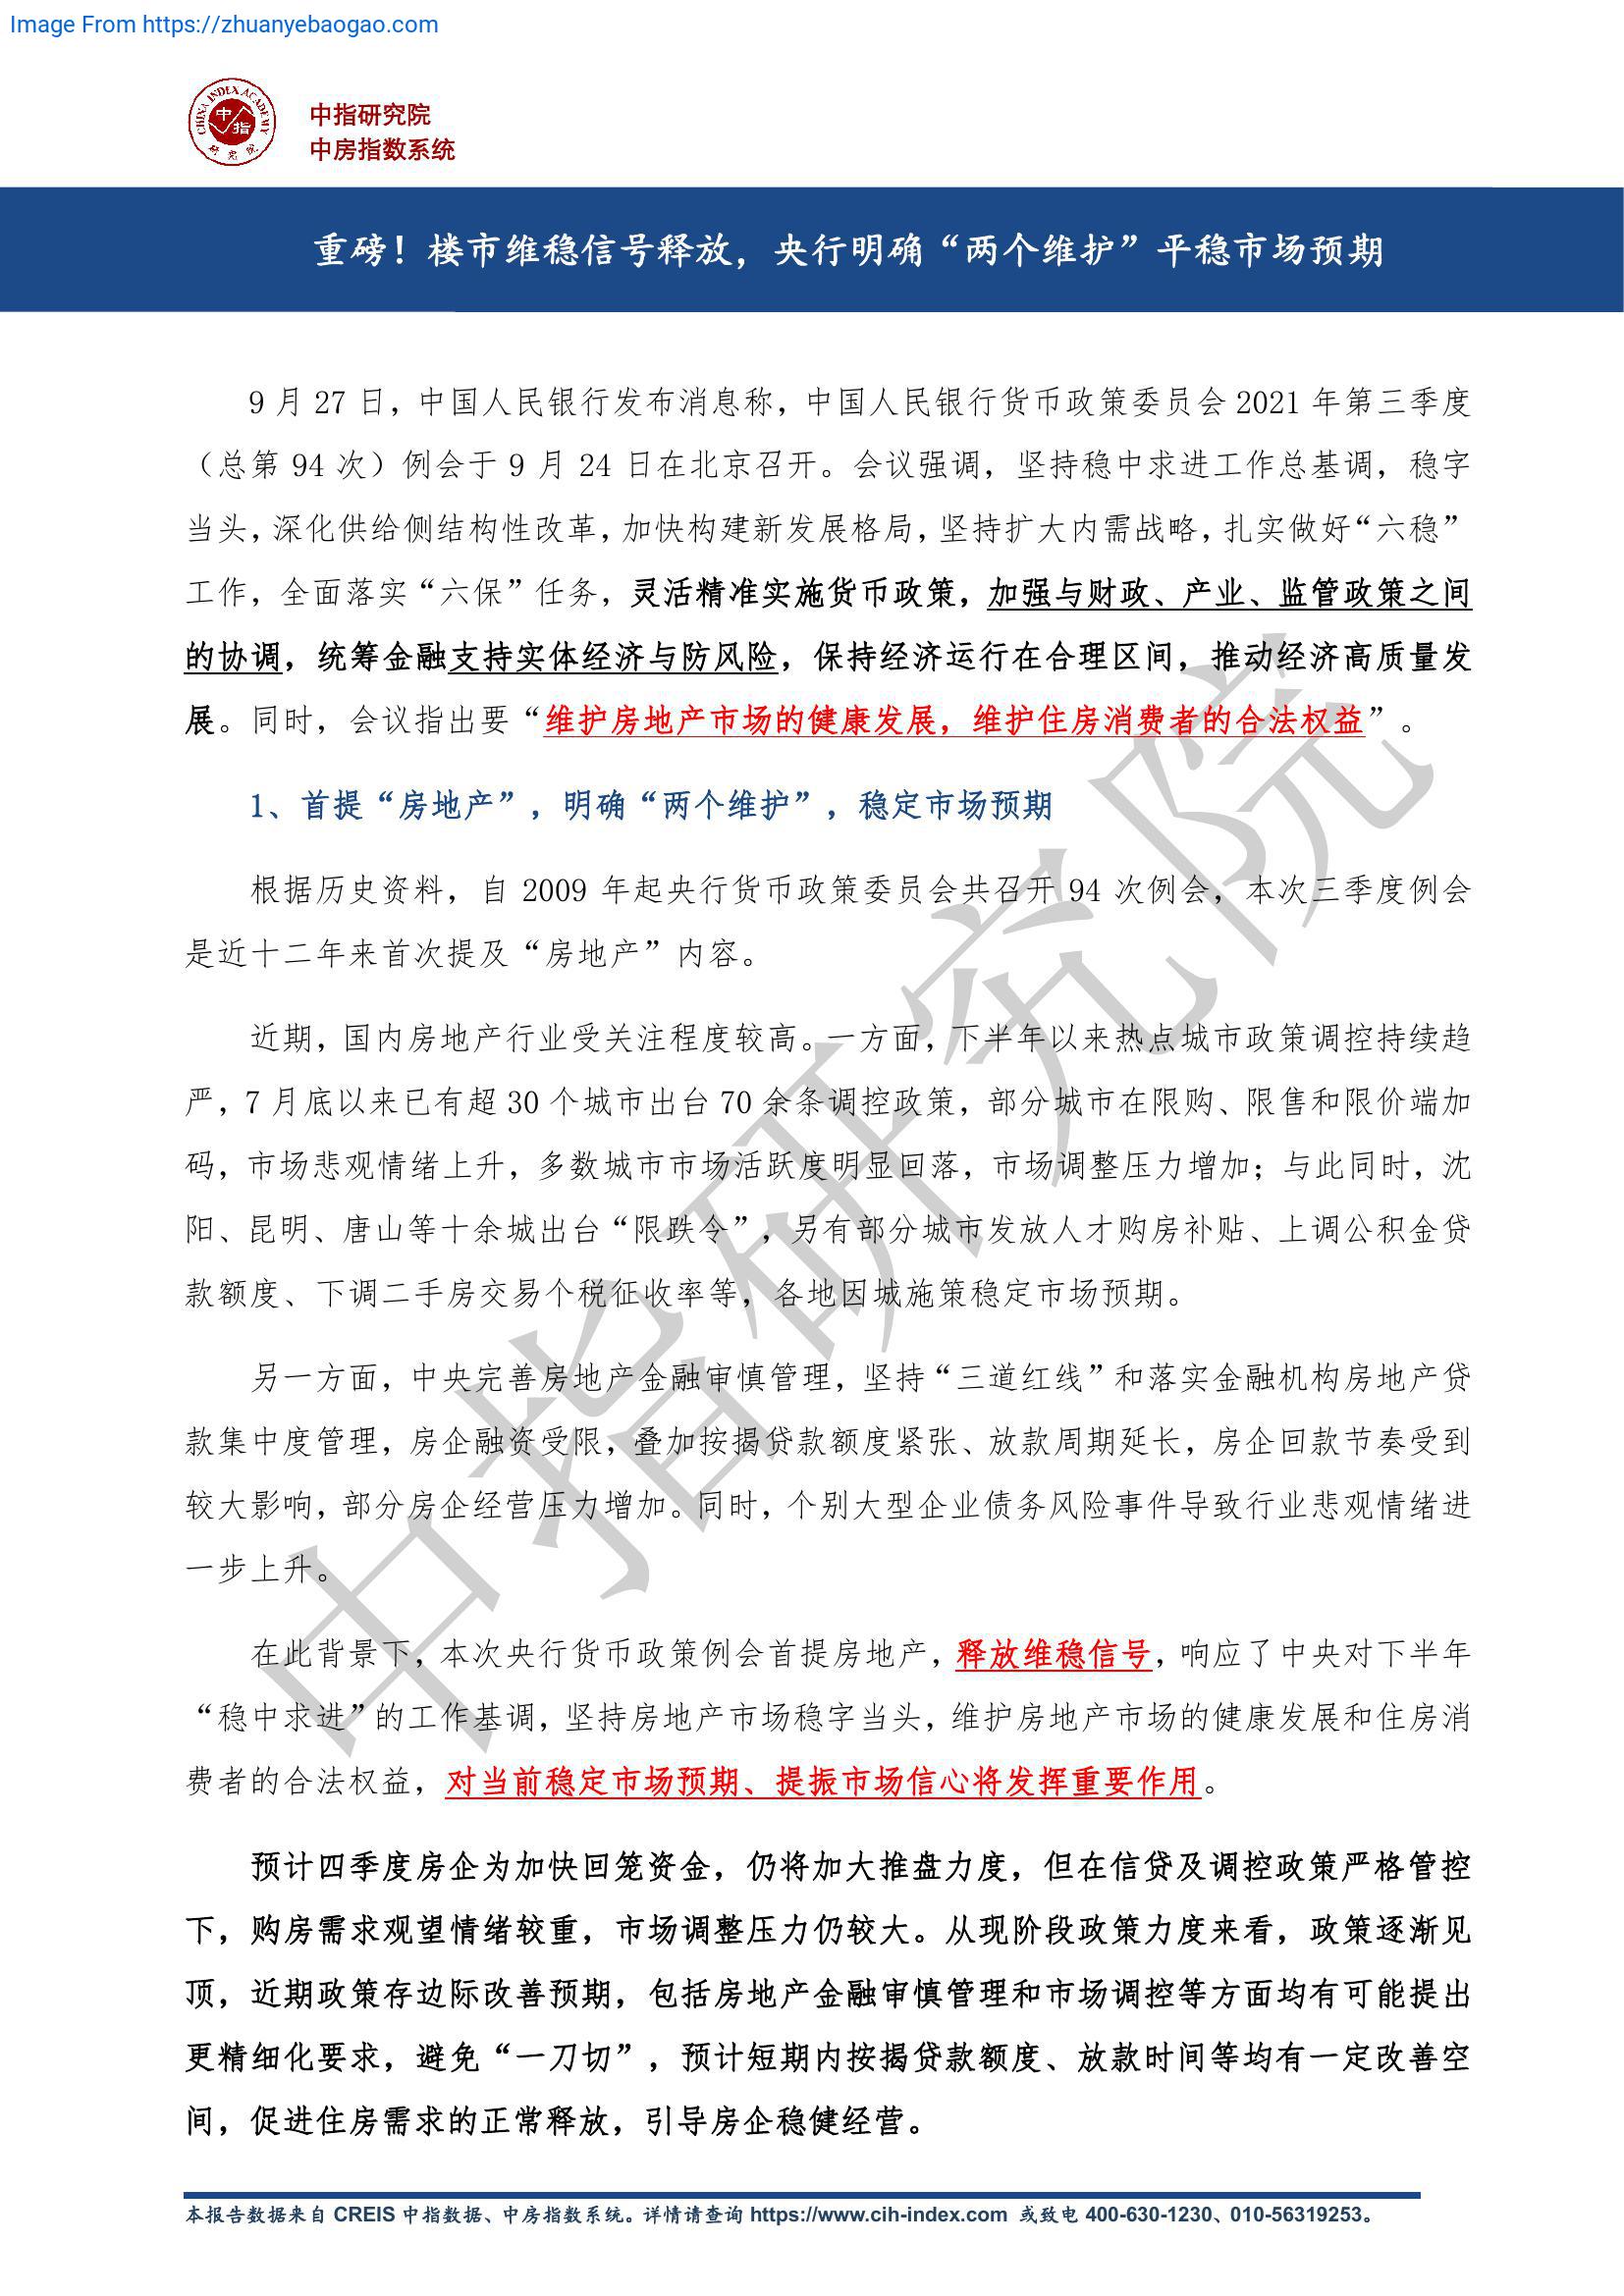 Image From https://zhuanyebaogao.com
CHINA INDEX ACADEMY
中指
研究院
中指研究院
中房指数系统
重磅！楼市维稳信号释放，央行明确“两个维护”平稳市场预期
9 月 27 日，中国人民银行发布消息称，中国人民银行货币政策委员会 2021 年第三季度
（总第 94 次）例会于 9 月 24 日在北京召开。会议强调，坚持稳中求进工作总基调，稳字
当头，深化供给侧结构性改革，加快构建新发展格局，坚持扩大内需战略，扎实做好“六稳”
工作，全面落实“六保”任务，灵活精准实施货币政策，加强与财政、产业、监管政策之间
的协调，统筹金融支持实体经济与防风险，保持经济运行在合理区间，推动经济高质量发
展。同时，会议指出要“维护房地产市场的健康发展，维护住房消费者的合法权益”。
1、首提“房地产”，明确“两个维护”，稳定市场预期
根据历史资料，自 2009 年起央行货币政策委员会共召开 94 次例会，本次三季度例会
是近十二年来首次提及“房地产”内容。
近期，国内房地产行业受关注程度较高。一方面，下半年以来热点城市政策调控持续趋
严，7 月底以来已有超 30 个城市出台 70 余条调控政策，部分城市在限购、限售和限价端加
码，市场悲观情绪上升，多数城市市场活跃度明显回落，市场调整压力增加；与此同时，沈
阳、昆明、唐山等十余城出台“限跌令”，另有部分城市发放人才购房补贴、上调公积金贷
款额度、下调二手房交易个税征收率等，各地因城施策稳定市场预期。
另一方面，中央完善房地产金融审慎管理，坚持“三道红线”和落实金融机构房地产贷
款集中度管理，房企融资受限，叠加按揭贷款额度紧张、放款周期延长，房企回款节奏受到
较大影响，部分房企经营压力增加。同时，个别大型企业债务风险事件导致行业悲观情绪进
一步上升。
在此背景下，本次央行货币政策例会首提房地产，释放维稳信号，响应了中央对下半年
“稳中求进”的工作基调，坚持房地产市场稳字当头，维护房地产市场的健康发展和住房消
费者的合法权益，对当前稳定市场预期、提振市场信心将发挥重要作用。
预计四季度房企为加快回笼资金，仍将加大推盘力度，但在信贷及调控政策严格管控
下，购房需求观望情绪较重，市场调整压力仍较大。从现阶段政策力度来看，政策逐渐见
顶，近期政策存边际改善预期，包括房地产金融审慎管理和市场调控等方面均有可能提出
更精细化要求，避免“一刀切”，预计短期内按揭贷款额度、放款时间等均有一定改善空
间，促进住房需求的正常释放，引导房企稳健经营。
中指研究院
本报告数据来自 CREIS 中指数据、中房指数系统。详情请查询 https://www.cih-index.com 或致电 400-630-1230、010-56319253。